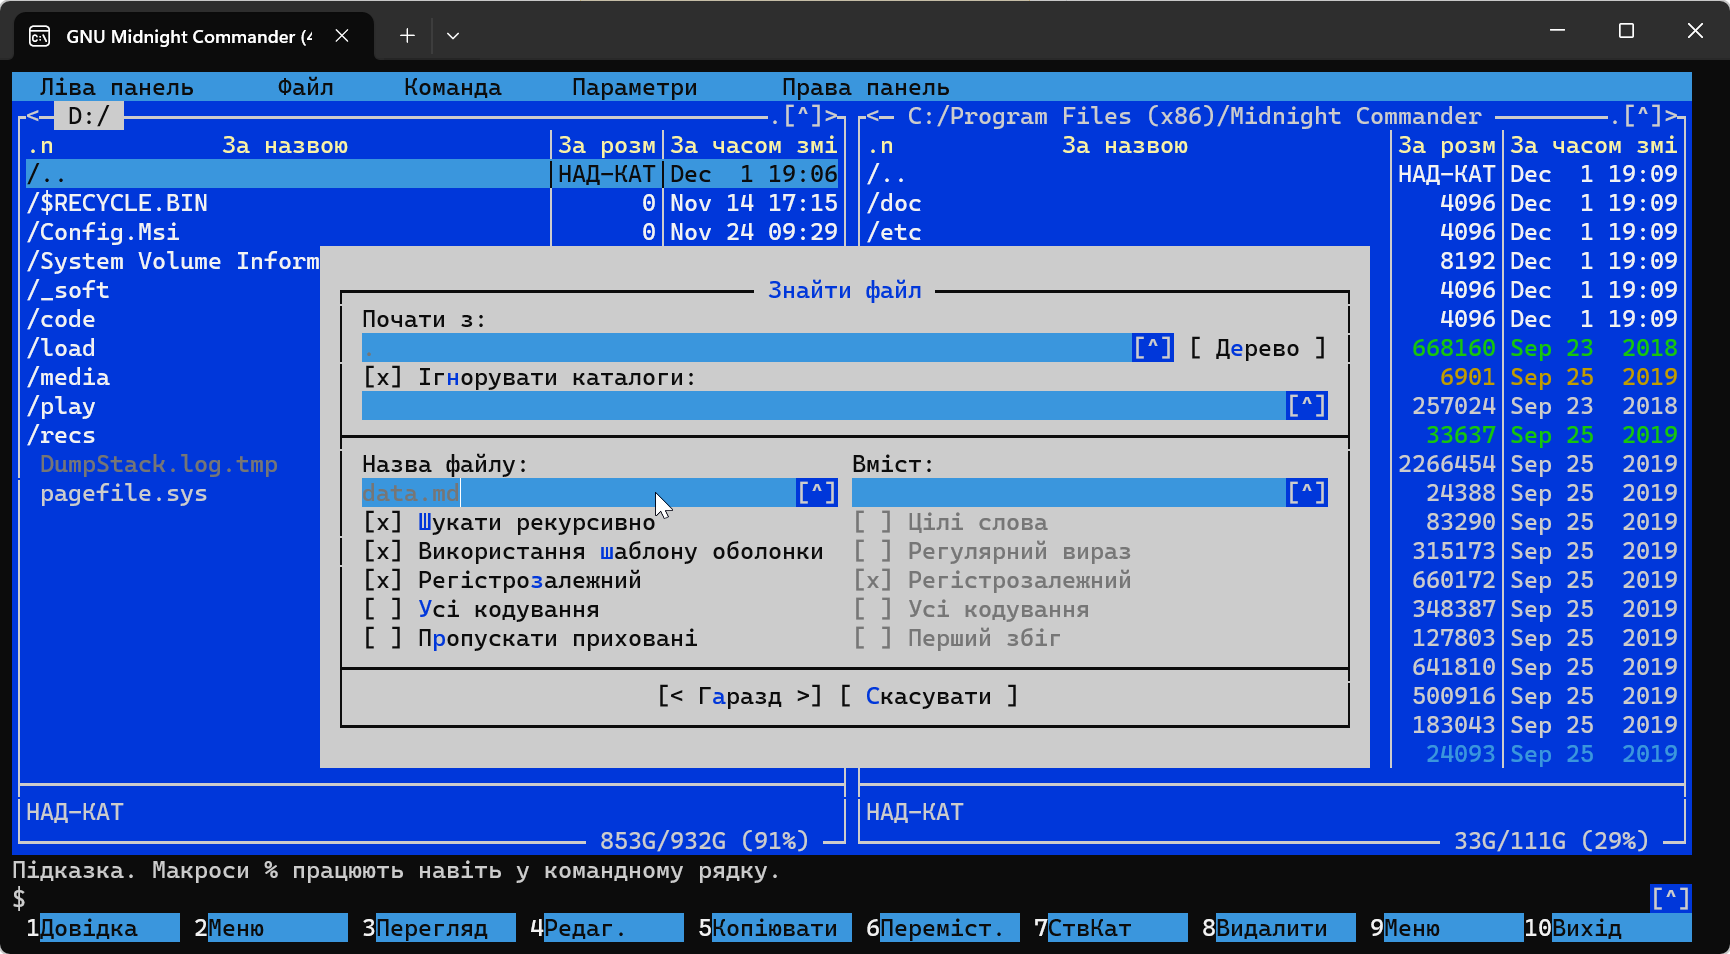 GNU Midnight Commander (4
Ліва панель Файл Команда Параметри Права панель
<─ D:/ .[^]> <─ C:/Program Files (x86)/Midnight Commander .[^]>
.n За назвою За розм За часом змі .n За назвою За розм За часом змі
/.. НАД-КАТ Dec 1 19:06 /.. НАД-КАТ Dec 1 19:09
/$RECYCLE.BIN 0 Nov 14 17:15 /doc 4096 Dec 1 19:09
/Config.Msi 0 Nov 24 09:29 /etc 4096 Dec 1 19:09
/System Volume Inform 8192 Dec 1 19:09
/_soft Знайти файл 4096 Dec 1 19:09
/code Почати з: 4096 Dec 1 19:09
/load . [^] [ Дерево ] 668160 Sep 23 2018
/media [x] Ігнорувати каталоги: 6901 Sep 25 2019
/play [^] 257024 Sep 23 2018
/recs 33637 Sep 25 2019
DumpStack.log.tmp Назва файлу: Вміст: 2266454 Sep 25 2019
pagefile.sys data.md [^] [^] 24388 Sep 25 2019
[x] Шукати рекурсивно [ ] Цілі слова 83290 Sep 25 2019
[x] Використання шаблону оболонки [ ] Регулярний вираз 315173 Sep 25 2019
[x] Регістрозалежний [x] Регістрозалежний 660172 Sep 25 2019
[ ] Усі кодування [ ] Усі кодування 348387 Sep 25 2019
[ ] Пропускати приховані [ ] Перший збіг 127803 Sep 25 2019
641810 Sep 25 2019
[< Гаразд >] [ Скасувати ] 500916 Sep 25 2019
183043 Sep 25 2019
24093 Sep 25 2019
НАД-КАТ НАД-КАТ
853G/932G (91%) 33G/111G (29%)
Підказка. Макроси % працюють навіть у командному рядку.
$ [^]
1Довідка 2Меню 3Перегляд 4Редаг. 5Копіювати 6Переміст. 7СтвКат 8Видалити 9Меню 10Вихід